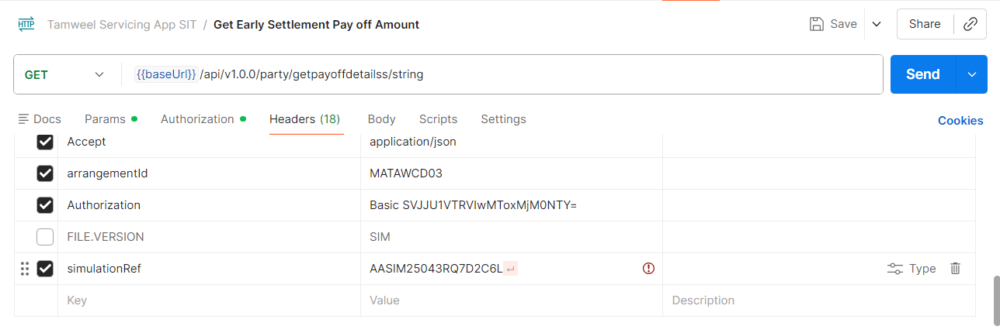 HTTP Tamweel Servicing App SIT / Get Early Settlement Pay off Amount Save Share
GET {{baseUrl}} /api/v1.0.0/party/getpayoffdetailss/string Send
Docs Params Authorization Headers (18) Body Scripts Settings Cookies
Accept application/json
arrangementId MATAWCD03
Authorization Basic SVJJU1VTRVIwMToxMjM0NTY=
FILE.VERSION SIM
simulationRef AASIM25043RQ7D2C6L↵ Type
Key Value Description